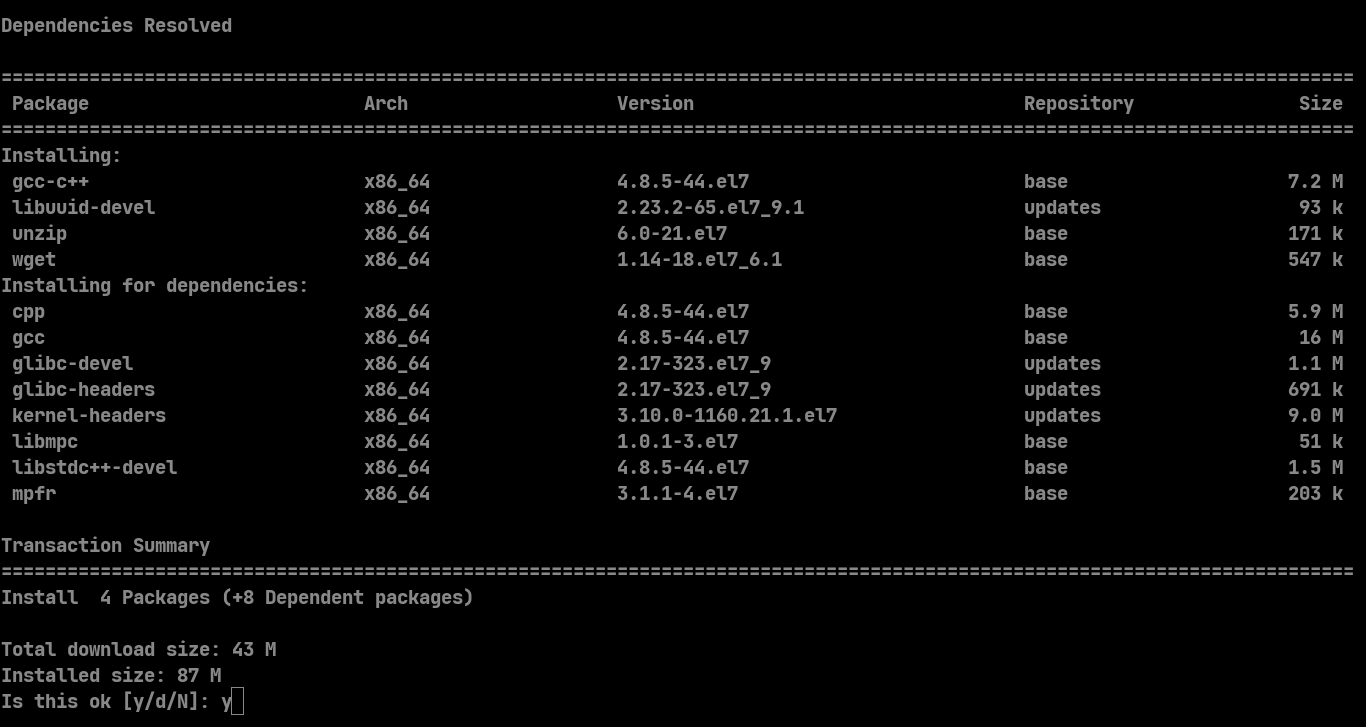 Dependencies Resolved
===========================================================================================================================
Package Arch Version Repository Size
===========================================================================================================================
Installing:
gcc-c++ x86_64 4.8.5-44.el7 base 7.2 M
libuuid-devel x86_64 2.23.2-65.el7_9.1 updates 93 k
unzip x86_64 6.0-21.el7 base 171 k
wget x86_64 1.14-18.el7_6.1 base 547 k
Installing for dependencies:
cpp x86_64 4.8.5-44.el7 base 5.9 M
gcc x86_64 4.8.5-44.el7 base 16 M
glibc-devel x86_64 2.17-323.el7_9 updates 1.1 M
glibc-headers x86_64 2.17-323.el7_9 updates 691 k
kernel-headers x86_64 3.10.0-1160.21.1.el7 updates 9.0 M
libmpc x86_64 1.0.1-3.el7 base 51 k
libstdc++-devel x86_64 4.8.5-44.el7 base 1.5 M
mpfr x86_64 3.1.1-4.el7 base 203 k
Transaction Summary
===========================================================================================================================
Install  4 Packages (+8 Dependent packages)
Total download size: 43 M
Installed size: 87 M
Is this ok [y/d/N]: y